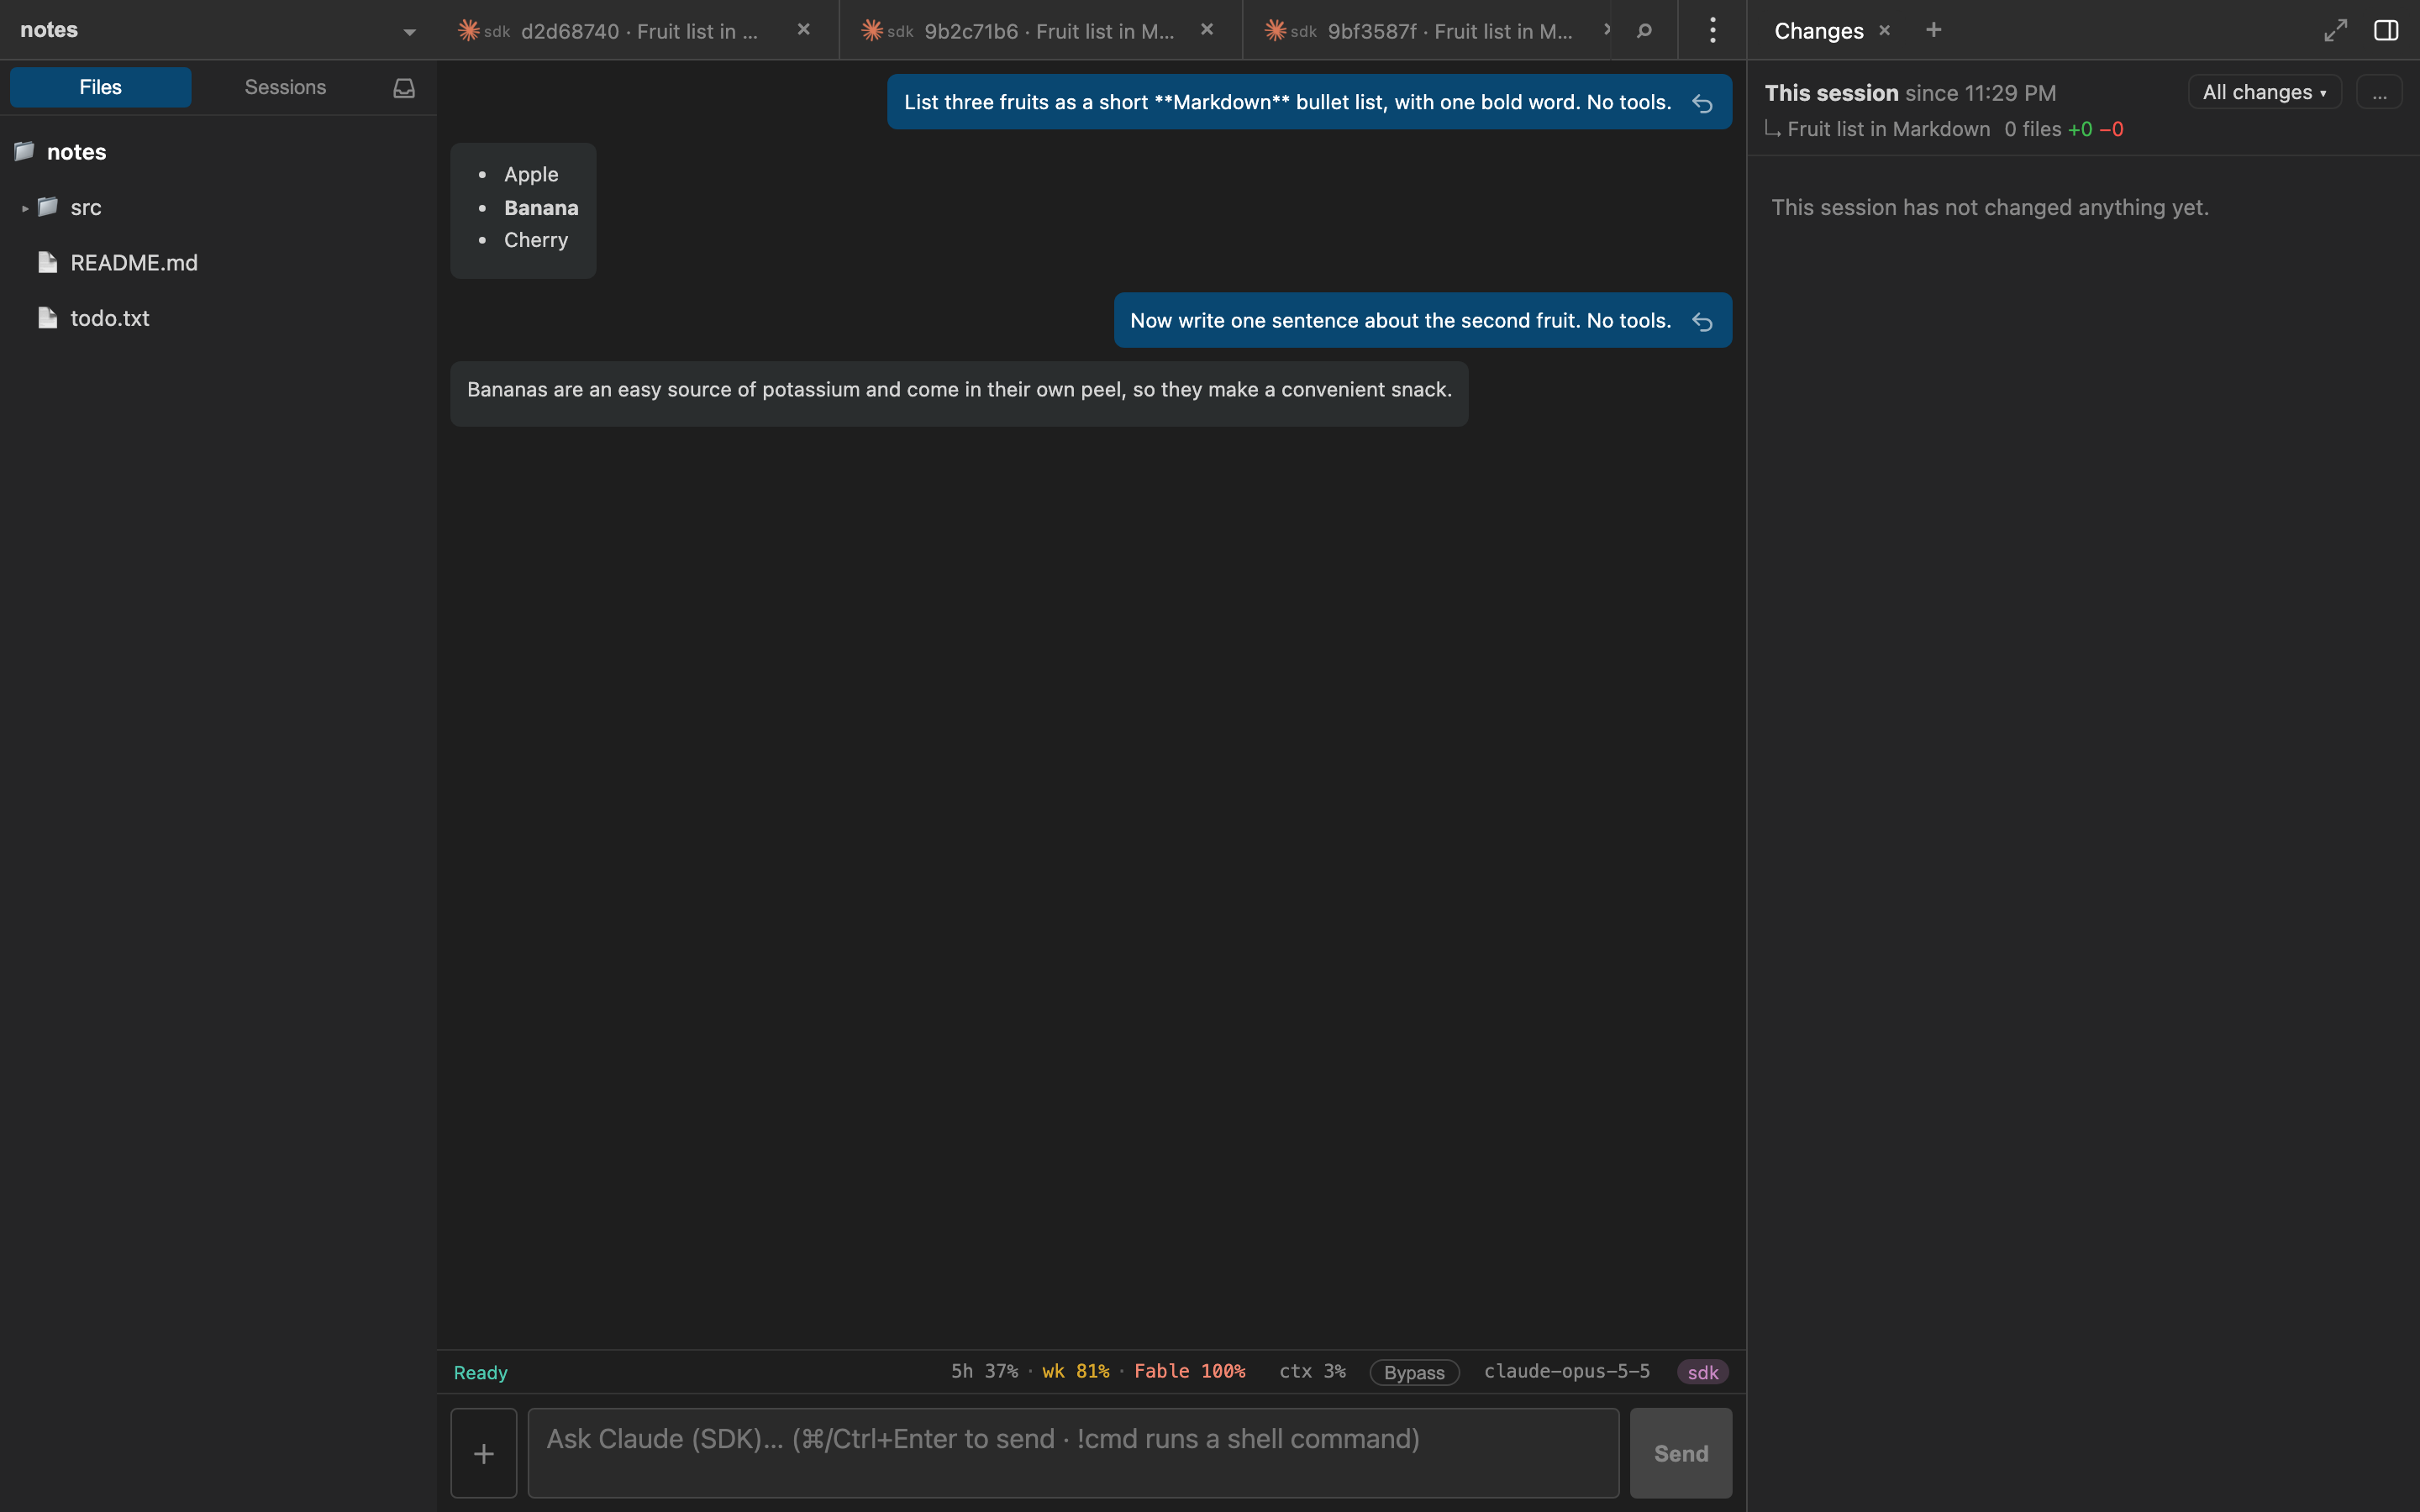 notes
sdk d2d68740 · Fruit list in ...
sdk 9b2c71b6 · Fruit list in M...
sdk 9bf3587f · Fruit list in M...
Changes
Files
Sessions
notes
src
README.md
todo.txt
List three fruits as a short **Markdown** bullet list, with one bold word. No tools.
• Apple
• Banana
• Cherry
Now write one sentence about the second fruit. No tools.
Bananas are an easy source of potassium and come in their own peel, so they make a convenient snack.
This session since 11:29 PM
All changes
...
Fruit list in Markdown 0 files +0 −0
This session has not changed anything yet.
Ready
5h 37% · wk 81% · Fable 100% ctx 3% Bypass claude-opus-5-5 sdk
Ask Claude (SDK)... (⌘/Ctrl+Enter to send · !cmd runs a shell command)
Send